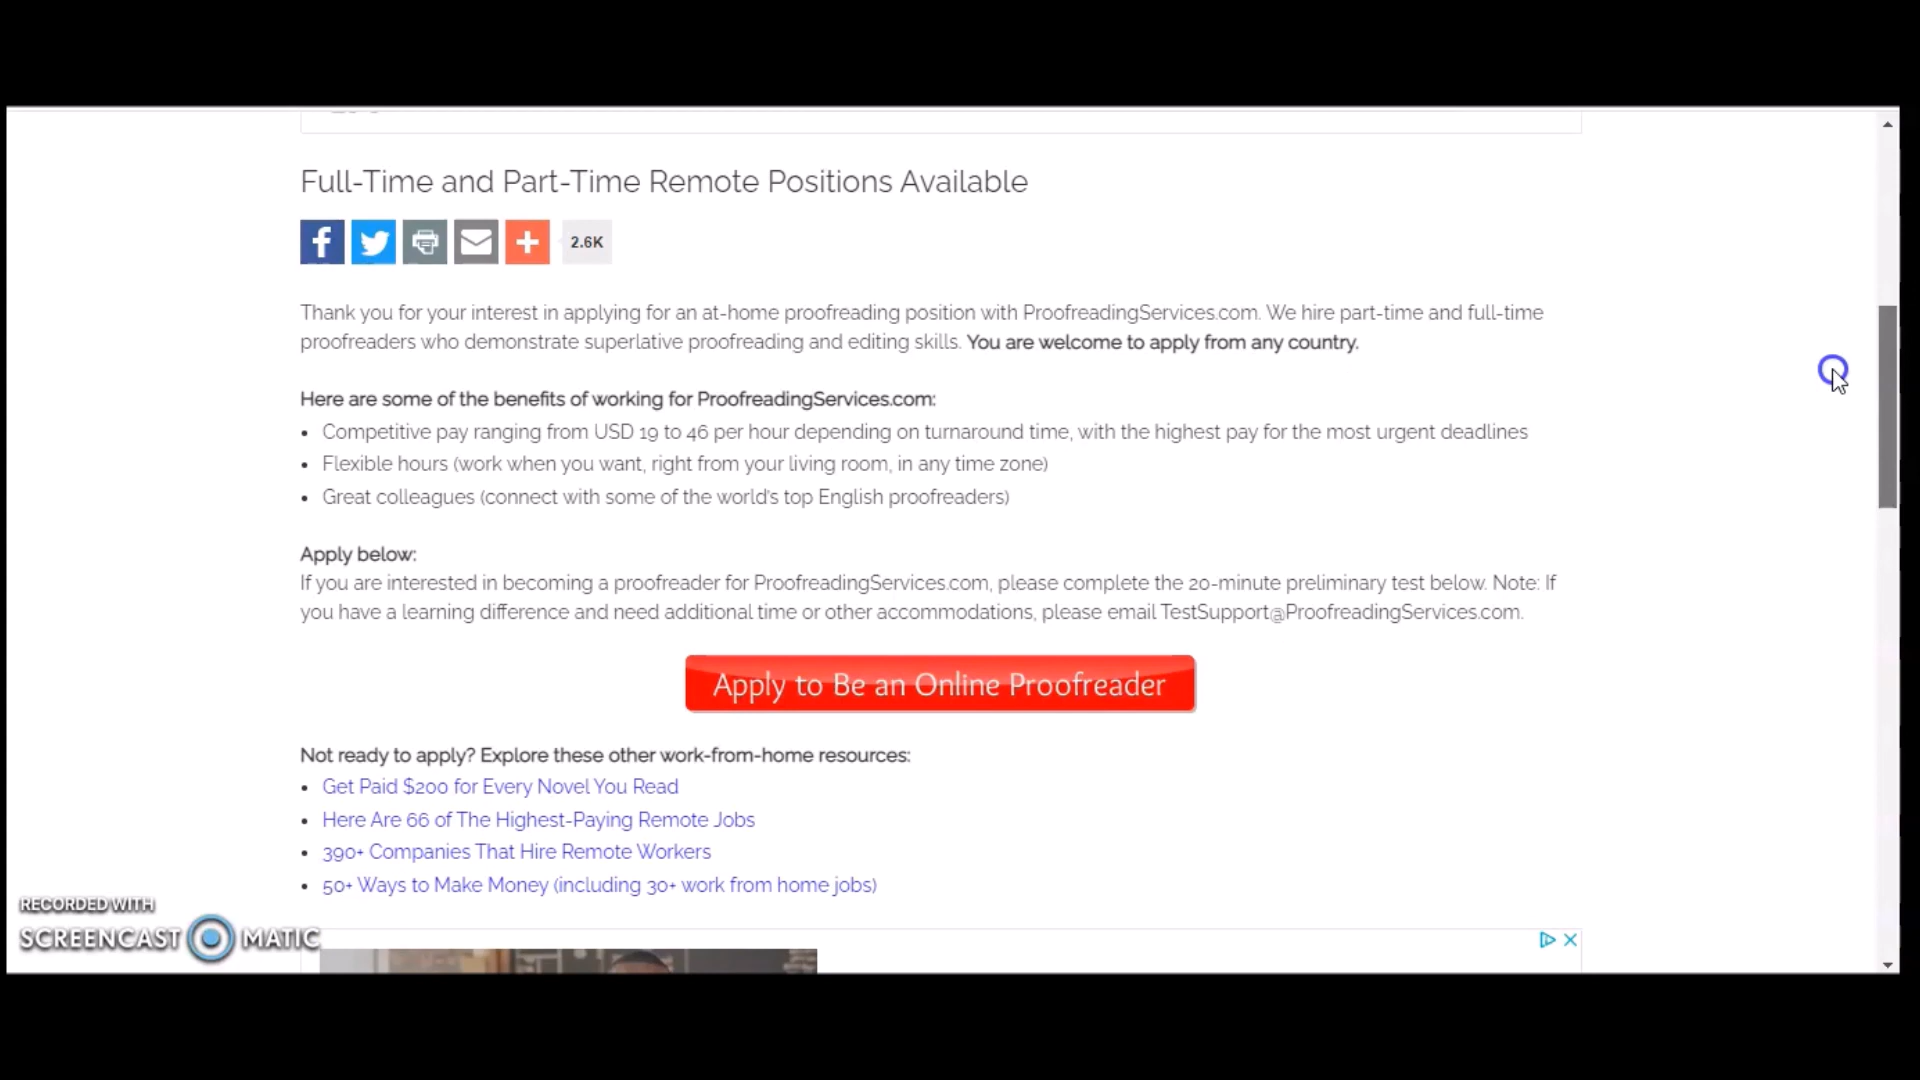 Full-Time and Part-Time Remote Positions Available
2.6K
Thank you for your interest in applying for an at-home proofreading position with ProofreadingServices.com. We hire part-time and full-time
proofreaders who demonstrate superlative proofreading and editing skills. You are welcome to apply from any country.
Here are some of the benefits of working for ProofreadingServices.com:
• Competitive pay ranging from USD 19 to 46 per hour depending on turnaround time, with the highest pay for the most urgent deadlines
• Flexible hours (work when you want, right from your living room, in any time zone)
• Great colleagues (connect with some of the world's top English proofreaders)
Apply below:
If you are interested in becoming a proofreader for ProofreadingServices.com, please complete the 20-minute preliminary test below. Note: If
you have a learning difference and need additional time or other accommodations, please email TestSupport@ProofreadingServices.com.
Apply to Be an Online Proofreader
Not ready to apply? Explore these other work-from-home resources:
• Get Paid $200 for Every Novel You Read
• Here Are 66 of The Highest-Paying Remote Jobs
• 390+ Companies That Hire Remote Workers
• 50+ Ways to Make Money (including 30+ work from home jobs)
RECORDED WITH
SCREENCAST MATIC